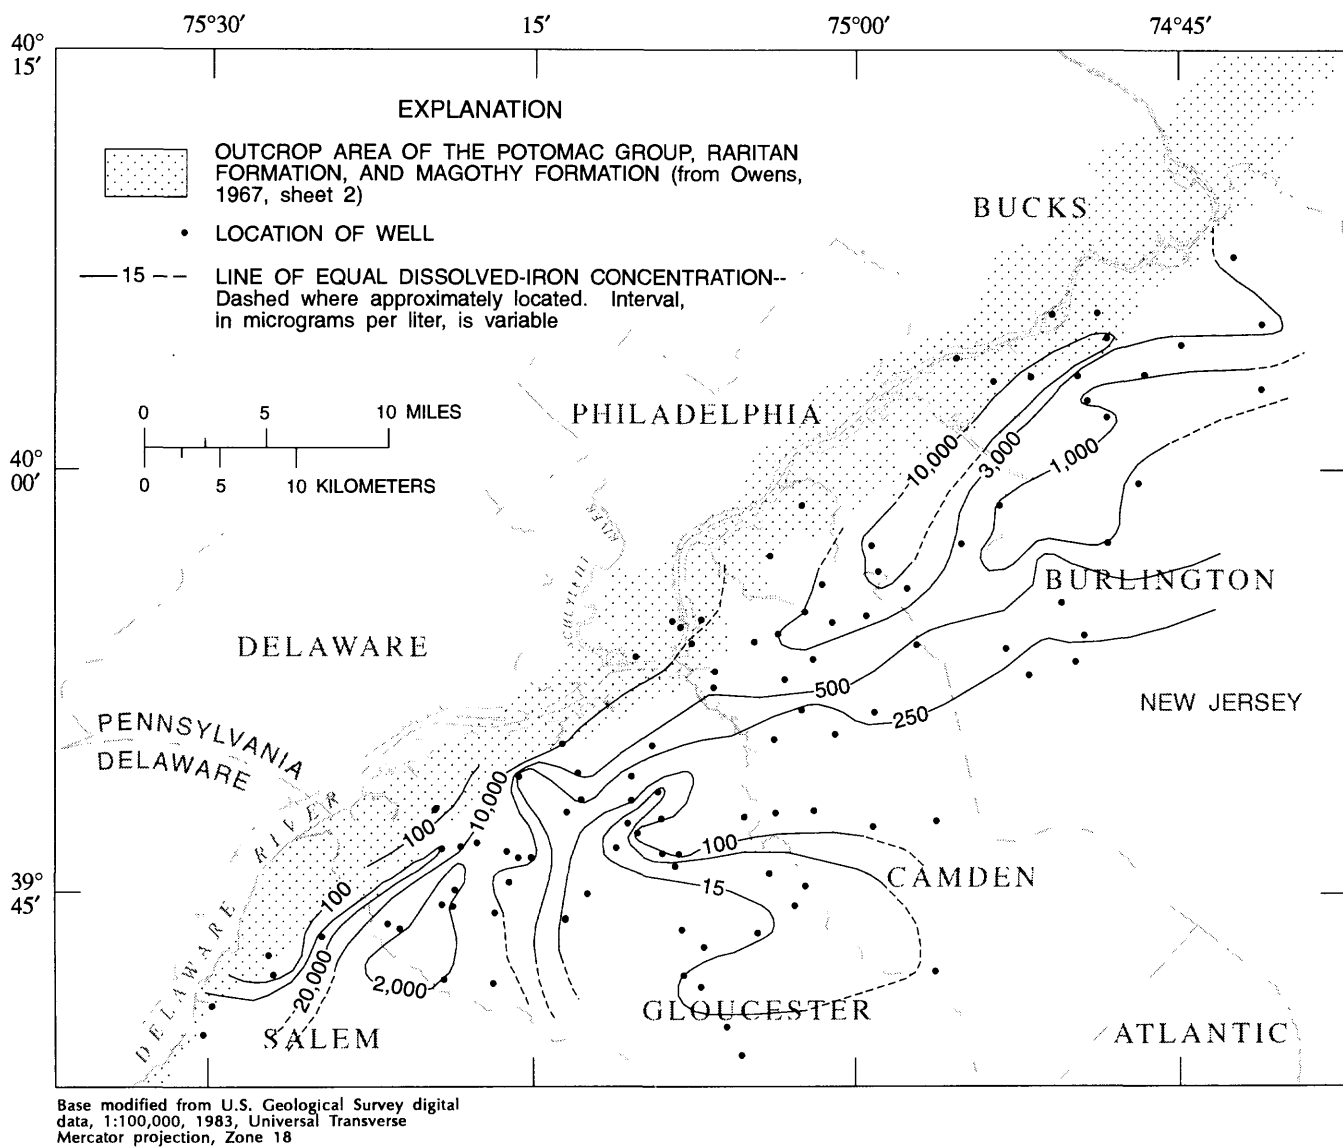 75°30′ 15′ 75°00′ 74°45′
40°
15′
EXPLANATION
OUTCROP AREA OF THE POTOMAC GROUP, RARITAN
FORMATION, AND MAGOTHY FORMATION (from Owens,
1967, sheet 2)
LOCATION OF WELL
15
LINE OF EQUAL DISSOLVED-IRON CONCENTRATION--
Dashed where approximately located. Interval,
in micrograms per liter, is variable
BUCKS
0 5 10 MILES
0 5 10 KILOMETERS
PHILADELPHIA
40°
00′
10,000
3,000
1,000
RIVER
BURLINGTON
DELAWARE
500
250
NEW JERSEY
PENNSYLVANIA
DELAWARE
10,000
100
100
DELAWARE RIVER
39°
45′
100
15
CAMDEN
20,000
2,000
GLOUCESTER
SALEM
ATLANTIC
Base modified from U.S. Geological Survey digital
data, 1:100,000, 1983, Universal Transverse
Mercator projection, Zone 18